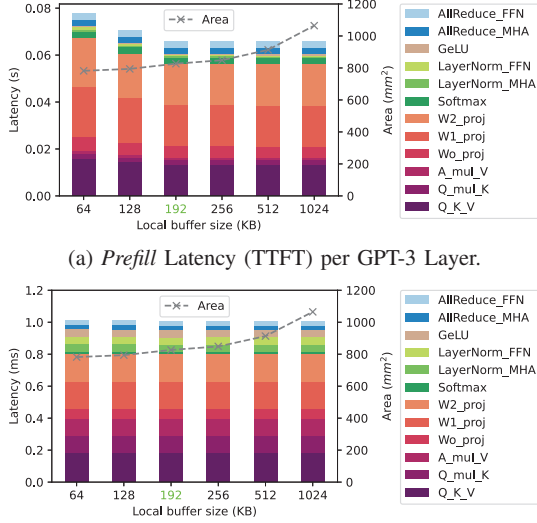 0.08
0.06
0.04
0.02
0.00
Latency (s)
Area
1200
1000
800
600
400
200
0
Area (mm²)
64 128 192 256 512 1024
Local buffer size (KB)
AllReduce_FFN
AllReduce_MHA
GeLU
LayerNorm_FFN
LayerNorm_MHA
Softmax
W2_proj
W1_proj
Wo_proj
A_mul_V
Q_mul_K
Q_K_V
(a) Prefill Latency (TTFT) per GPT-3 Layer.
1.2
1.0
0.8
0.6
0.4
0.2
0.0
Latency (ms)
Area
1200
1000
800
600
400
200
0
Area (mm²)
64 128 192 256 512 1024
Local buffer size (KB)
AllReduce_FFN
AllReduce_MHA
GeLU
LayerNorm_FFN
LayerNorm_MHA
Softmax
W2_proj
W1_proj
Wo_proj
A_mul_V
Q_mul_K
Q_K_V